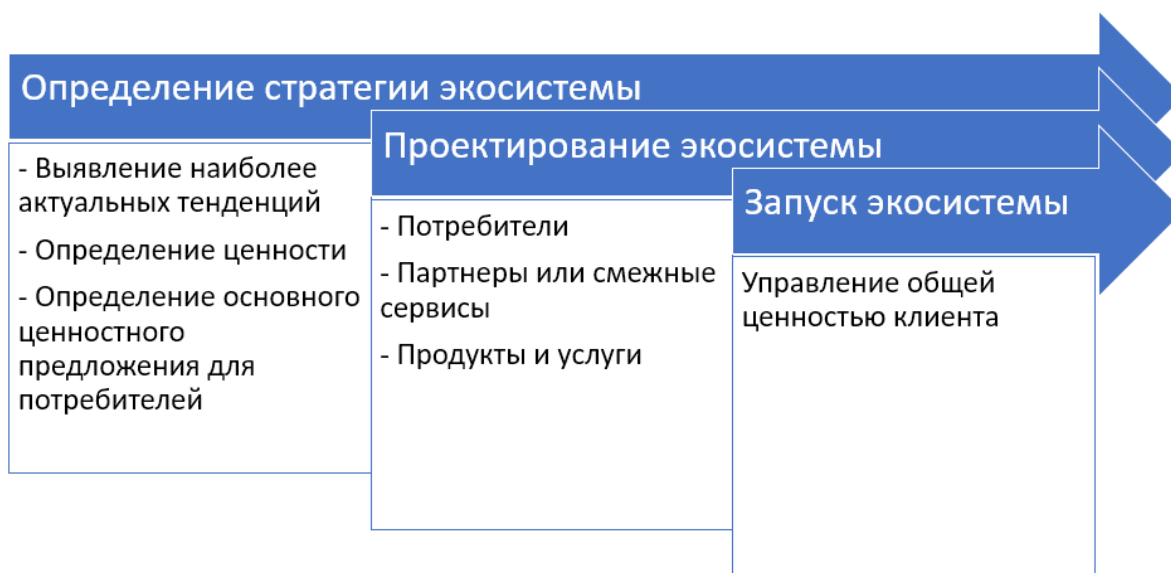 Определение стратегии экосистемы
- Выявление наиболее
актуальных тенденций
- Определение ценности
- Определение основного
ценностного
предложения для
потребителей
Проектирование экосистемы
- Потребители
- Партнеры или смежные
сервисы
- Продукты и услуги
Запуск экосистемы
Управление общей
ценностью клиента